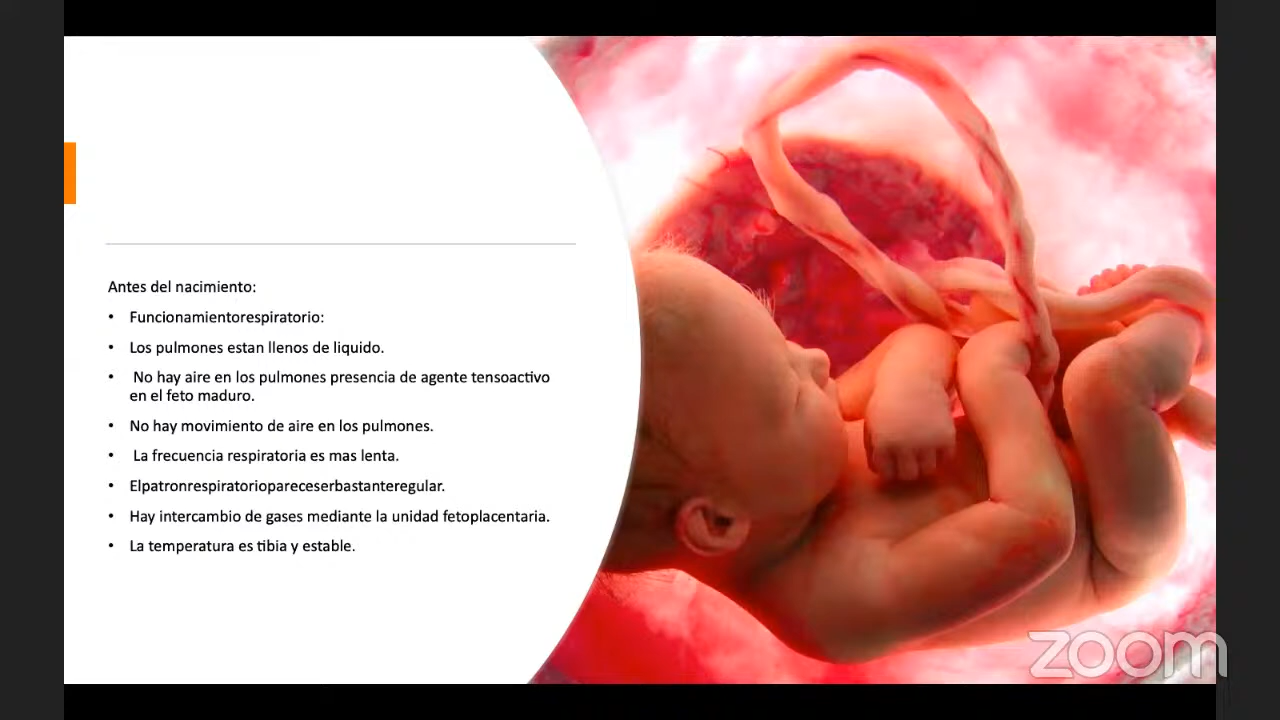 Antes del nacimiento:
• Funcionamientorespiratorio:
• Los pulmones estan llenos de liquido.
• No hay aire en los pulmones presencia de agente tensoactivo
en el feto maduro.
• No hay movimiento de aire en los pulmones.
• La frecuencia respiratoria es mas lenta.
• Elpatronrespiratoriopareceserbastanteregular.
• Hay intercambio de gases mediante la unidad fetoplacentaria.
• La temperatura es tibia y estable.
zoom